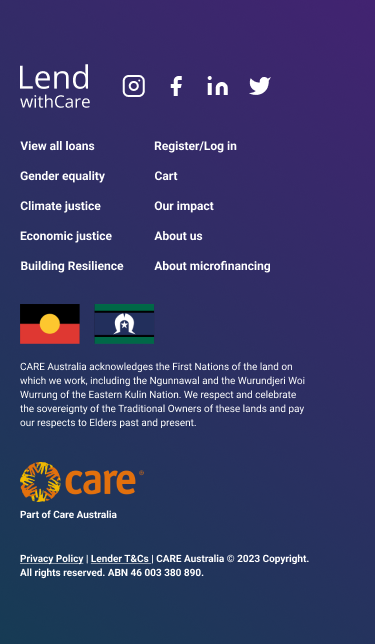 Lend
withCare
View all loans
Register/Log in
Gender equality
Cart
Climate justice
Our impact
Economic justice
About us
Building Resilience
About microfinancing
CARE Australia acknowledges the First Nations of the land on
which we work, including the Ngunnawal and the Wurundjeri Woi
Wurrung of the Eastern Kulin Nation. We respect and celebrate
the sovereignty of the Traditional Owners of these lands and pay
our respects to Elders past and present.
care®
Part of Care Australia
Privacy Policy | Lender T&Cs | CARE Australia © 2023 Copyright.
All rights reserved. ABN 46 003 380 890.